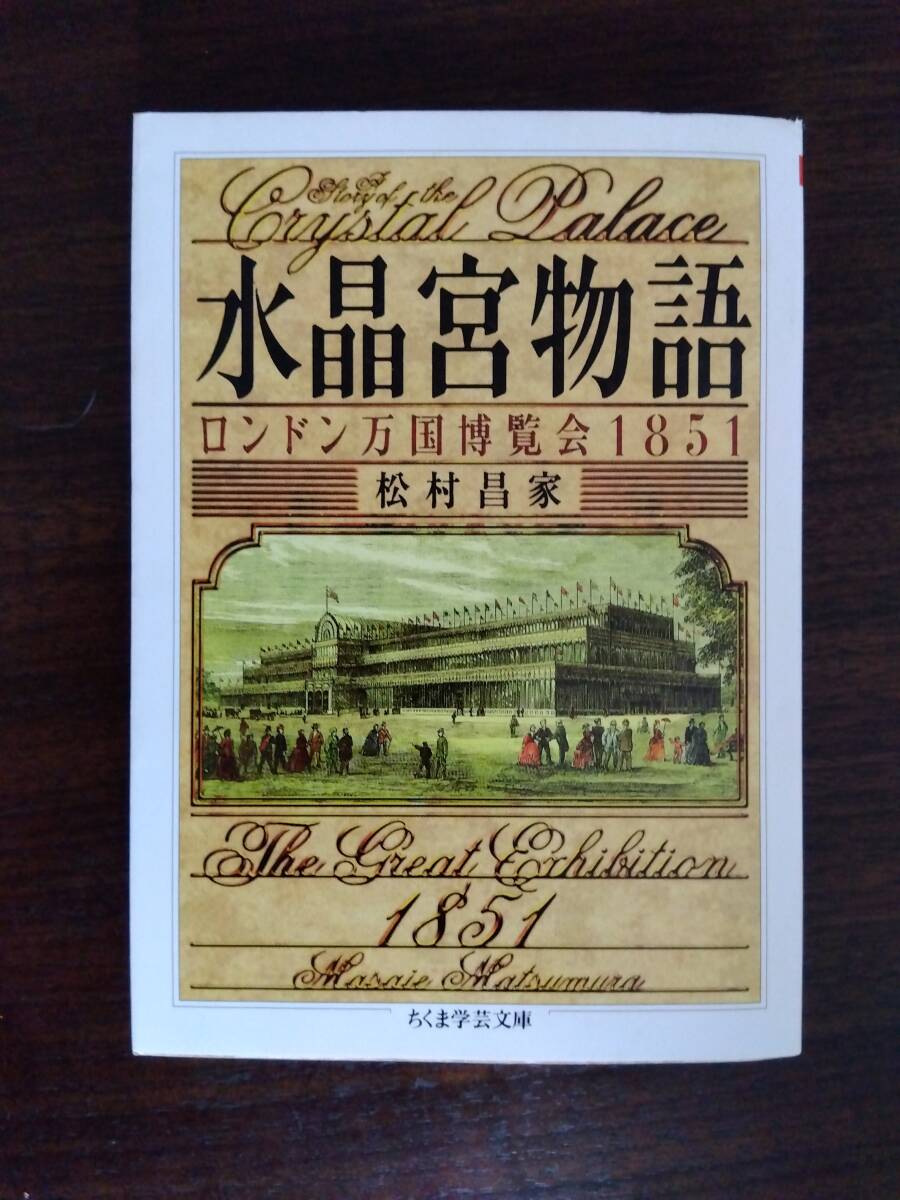 A
Story of the
Crystal Palace
水晶宮物語
ロンドン万国博覧会1851
松村昌家
The Great Exhibition
1851
Masaie Matsumura
ちくま学芸文庫